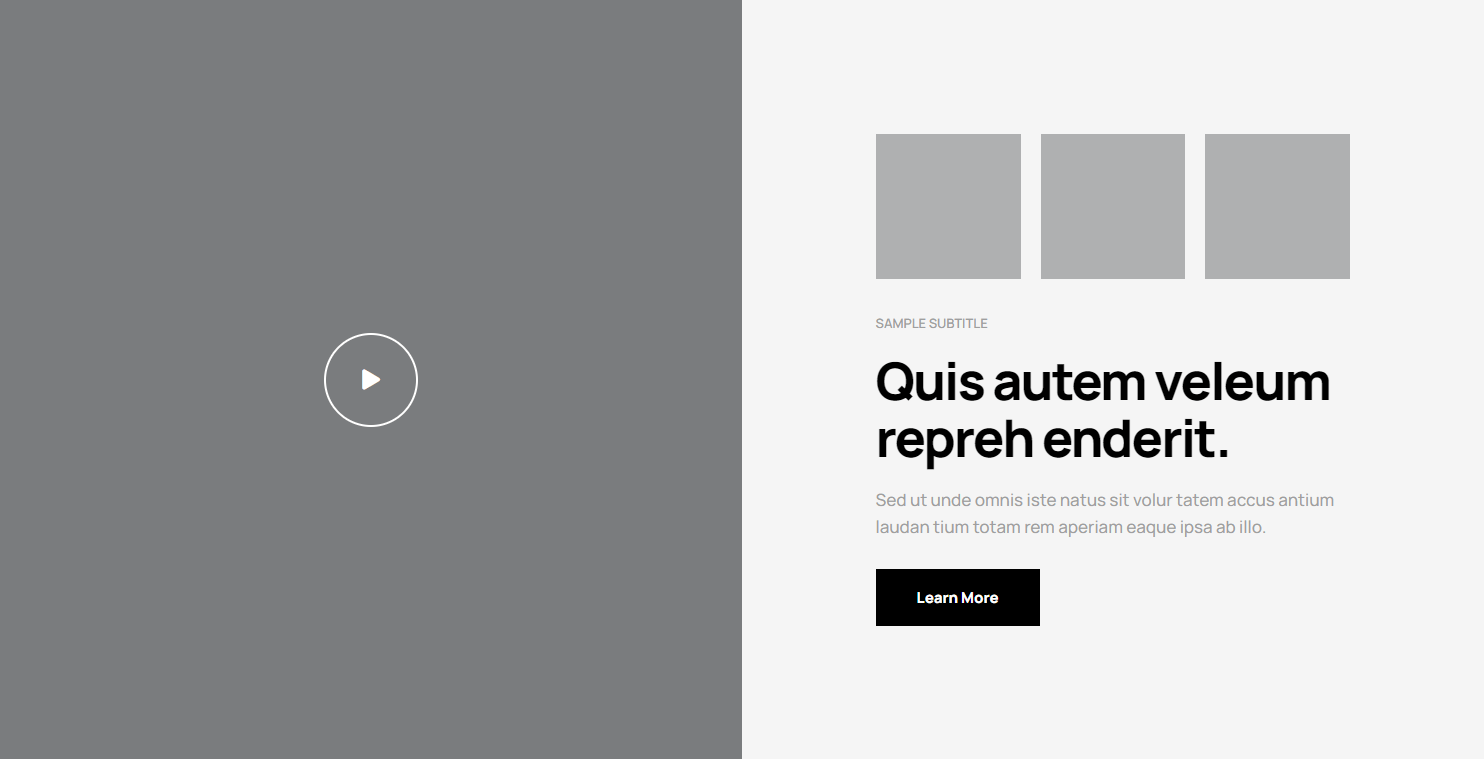 SAMPLE SUBTITLE
Quis autem veleum
repreh enderit.
Sed ut unde omnis iste natus sit volur tatem accus antium
laudan tium totam rem aperiam eaque ipsa ab illo.
Learn More